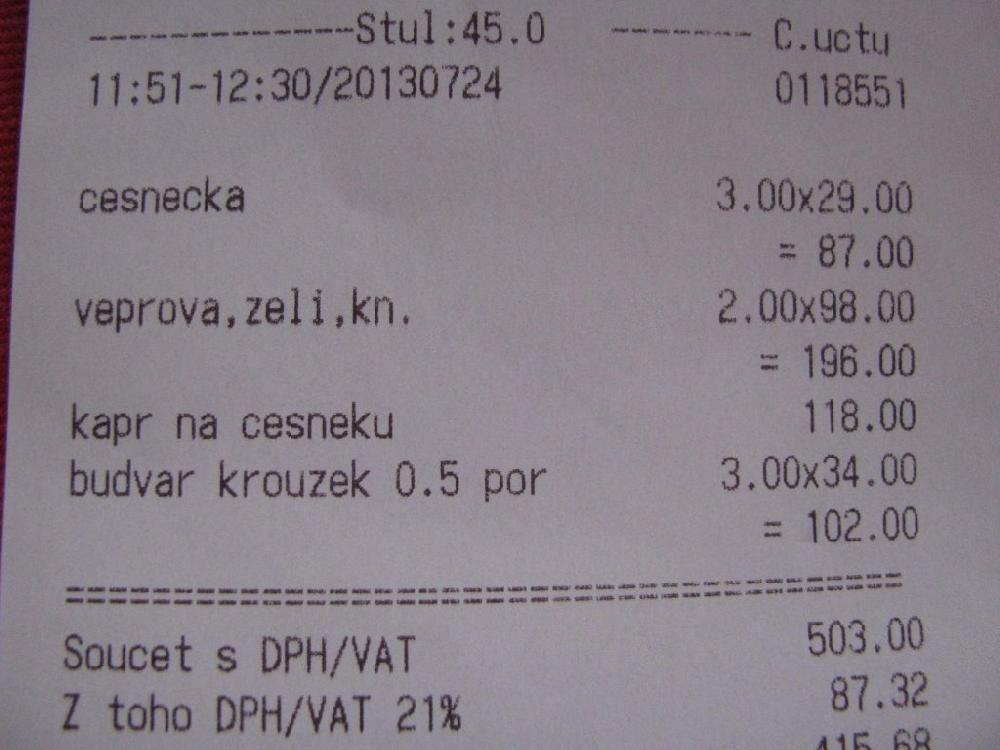 -------------Stul:45.0 ------- C.uctu
11:51-12:30/20130724 0118551
cesnecka 3.00x29.00
= 87.00
veprova,zeli,kn. 2.00x98.00
= 196.00
kapr na cesneku 118.00
budvar krouzek 0.5 por 3.00x34.00
= 102.00
==================================================
Soucet s DPH/VAT 503.00
Z toho DPH/VAT 21% 87.32
415.68